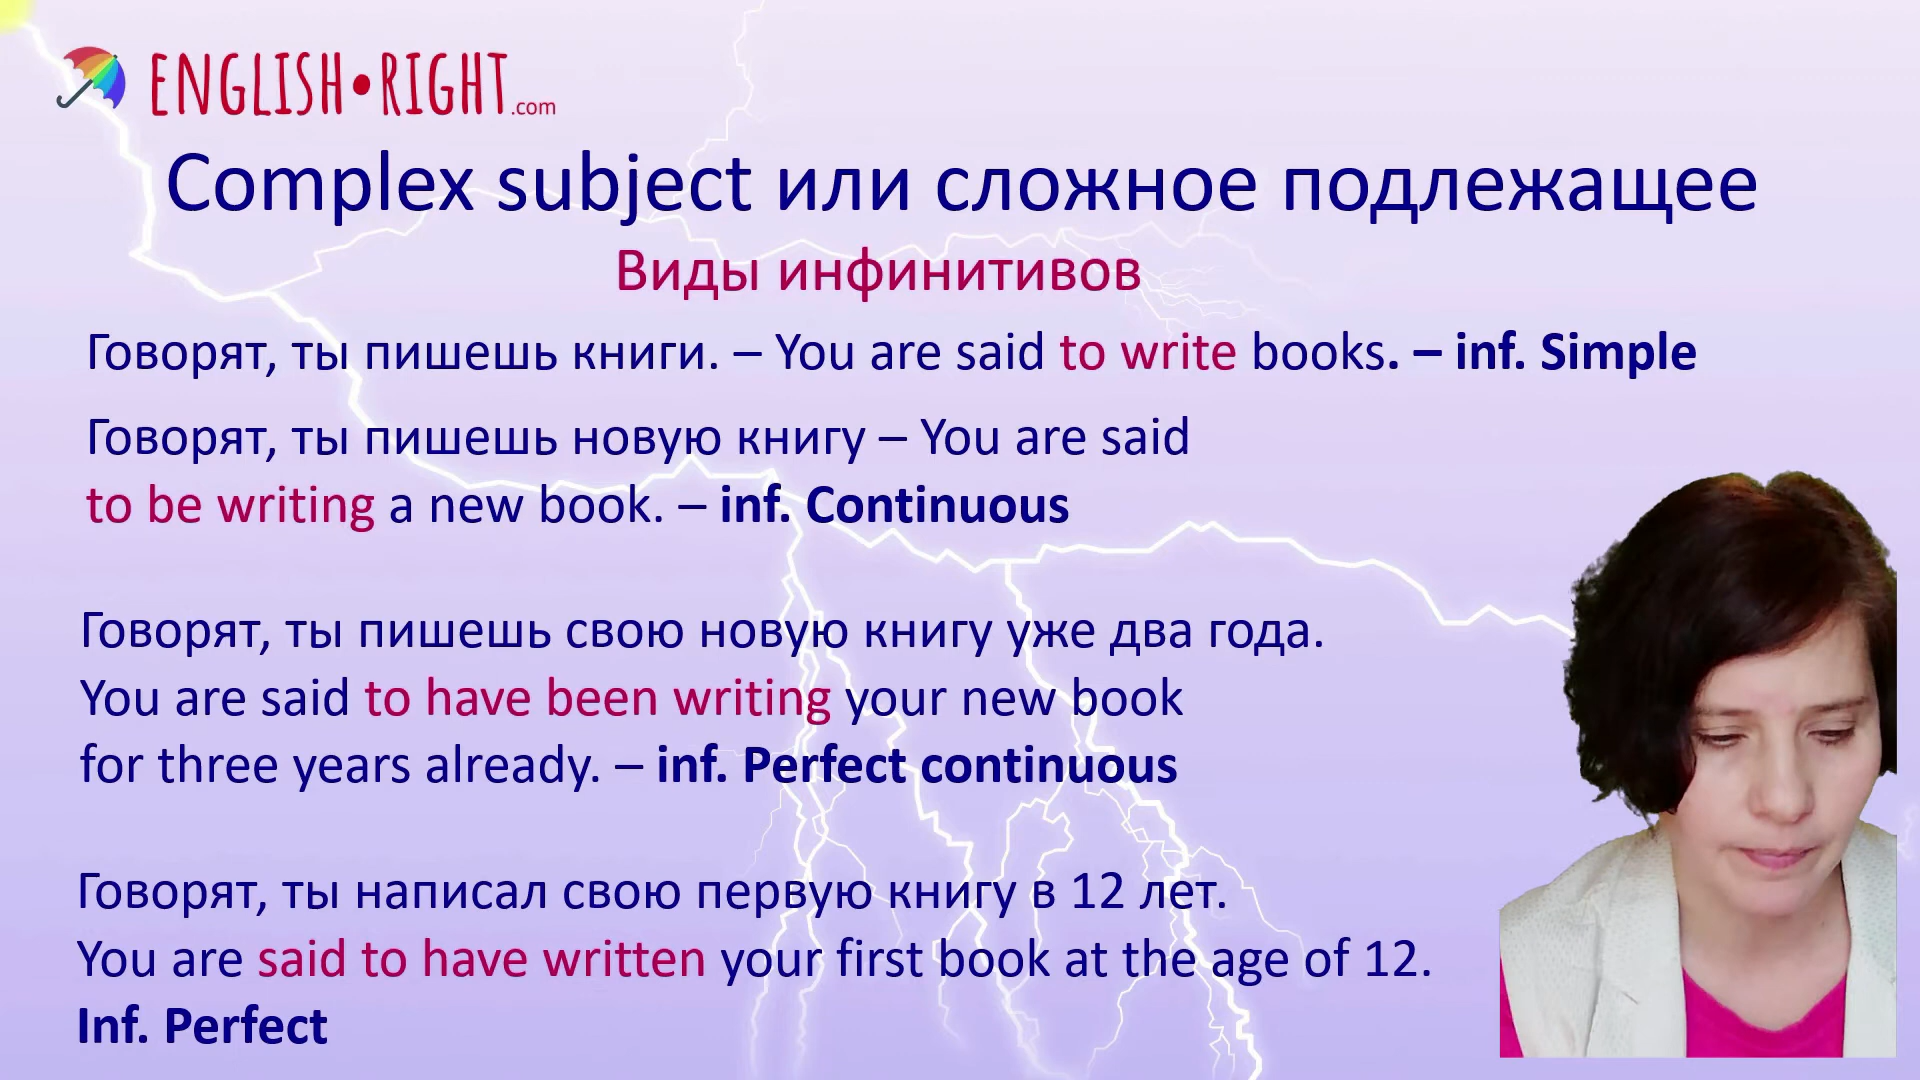 ENGLISH•RIGHT.com
Complex subject или сложное подлежащее
Виды инфинитивов
Говорят, ты пишешь книги. – You are said to write books. – inf. Simple
Говорят, ты пишешь новую книгу – You are said
to be writing a new book. – inf. Continuous
Говорят, ты пишешь свою новую книгу уже два года.
You are said to have been writing your new book
for three years already. – inf. Perfect continuous
Говорят, ты написал свою первую книгу в 12 лет.
You are said to have written your first book at the age of 12.
Inf. Perfect